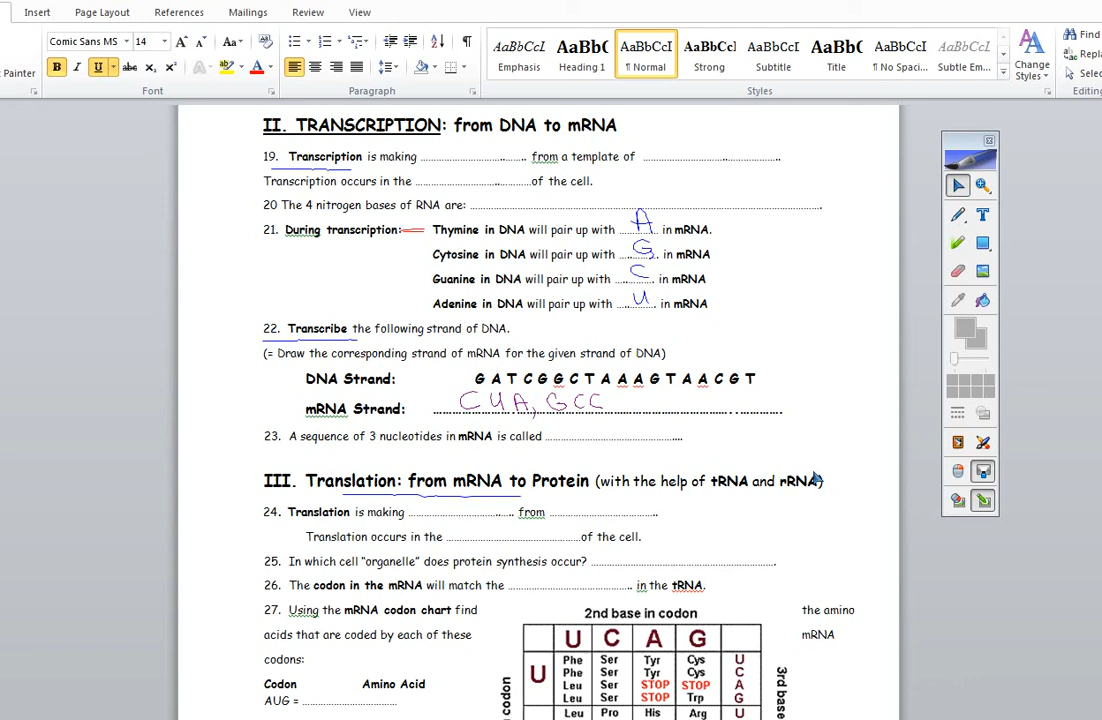 Insert Page Layout References Mailings Review View
Comic Sans MS 14 Aa
Painter B I U abc x₂ x² A
AaBbCcI AaBb( AaBbCcI AaBbCc AaBbCcI AaBb( AaBbCcI AaBbCcI
Emphasis Heading 1 ¶ Normal Strong Subtitle Title ¶ No Spaci... Subtle Em...
Change Styles
Find
Repla
Selec
Font Paragraph Styles Editing
II. TRANSCRIPTION: from DNA to mRNA
19. Transcription is making .............................. from a template of ..............................
Transcription occurs in the .............................. of the cell.
20 The 4 nitrogen bases of RNA are: ..............................
21. During transcription: Thymine in DNA will pair up with A in mRNA.
Cytosine in DNA will pair up with G in mRNA
Guanine in DNA will pair up with C in mRNA
Adenine in DNA will pair up with U in mRNA
22. Transcribe the following strand of DNA.
(= Draw the corresponding strand of mRNA for the given strand of DNA)
DNA Strand: G A T C G G C T A A A G T A A C G T
mRNA Strand: C U A, G C C
23. A sequence of 3 nucleotides in mRNA is called ..............................
III. Translation: from mRNA to Protein (with the help of tRNA and rRNA)
24. Translation is making .............................. from ..............................
Translation occurs in the .............................. of the cell.
25. In which cell "organelle" does protein synthesis occur? ..............................
26. The codon in the mRNA will match the .............................. in the tRNA.
27. Using the mRNA codon chart find the amino
acids that are coded by each of these mRNA
codons:
Codon Amino Acid
AUG = ..............................
2nd base in codon
U C A G
U Phe Ser Tyr Cys U
Phe Ser Tyr Cys C
Leu Ser STOP STOP A
Leu Ser STOP Trp G
Leu Pro His Arg U
codon
3rd base